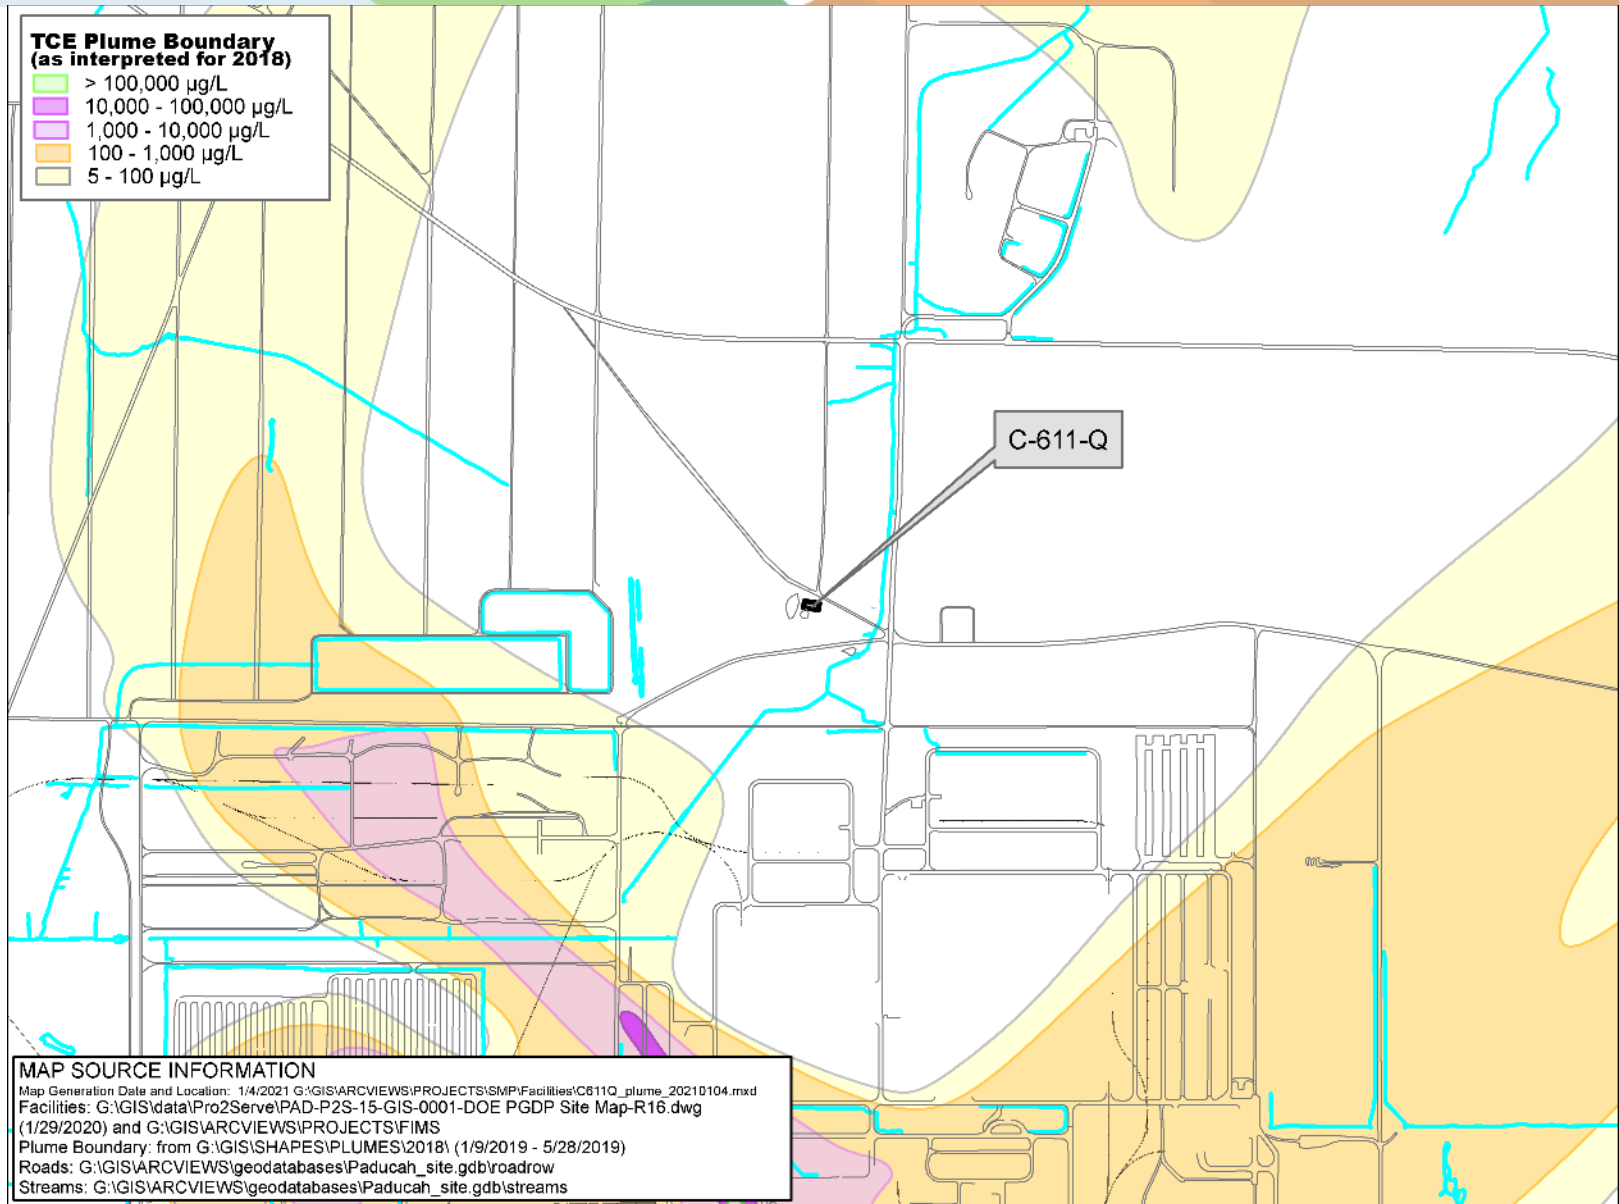 TCE Plume Boundary
(as interpreted for 2018)
> 100,000 µg/L
10,000 - 100,000 µg/L
1,000 - 10,000 µg/L
100 - 1,000 µg/L
5 - 100 µg/L
C-611-Q
MAP SOURCE INFORMATION
Map Generation Date and Location: 1/4/2021 G:\GIS\ARCVIEWS\PROJECTS\SMP\Facilities\C611Q_plume_20210104.mxd
Facilities: G:\GIS\data\Pro2Serve\PAD-P2S-15-GIS-0001-DOE PGDP Site Map-R16.dwg
(1/29/2020) and G:\GIS\ARCVIEWS\PROJECTS\FIMS
Plume Boundary: from G:\GIS\SHAPES\PLUMES\2018\ (1/9/2019 - 5/28/2019)
Roads: G:\GIS\ARCVIEWS\geodatabases\Paducah_site.gdb\roadrow
Streams: G:\GIS\ARCVIEWS\geodatabases\Paducah_site.gdb\streams